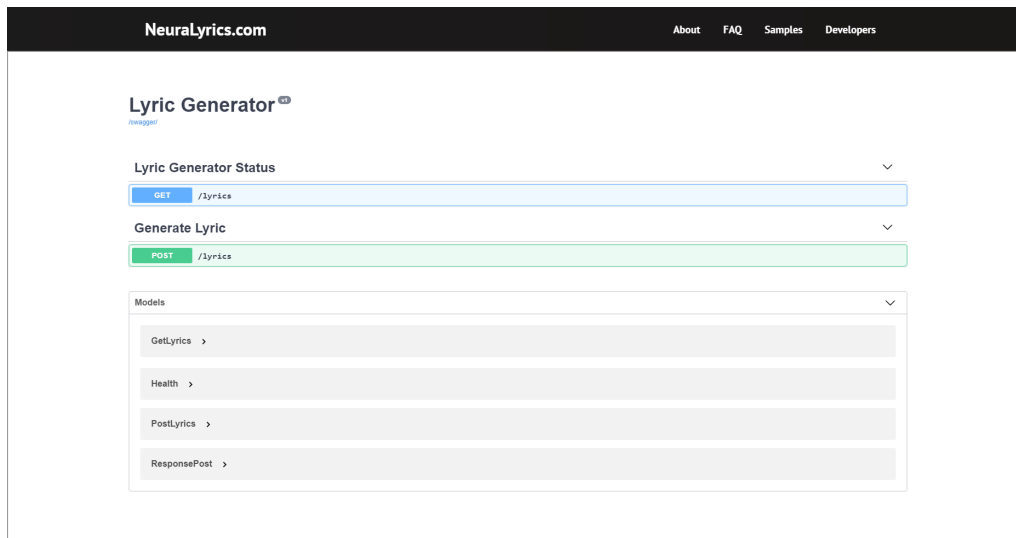 NeuraLyrics.com About FAQ Samples Developers
Lyric Generator v1
/swagger/
Lyric Generator Status
GET /lyrics
Generate Lyric
POST /lyrics
Models
GetLyrics
Health
PostLyrics
ResponsePost